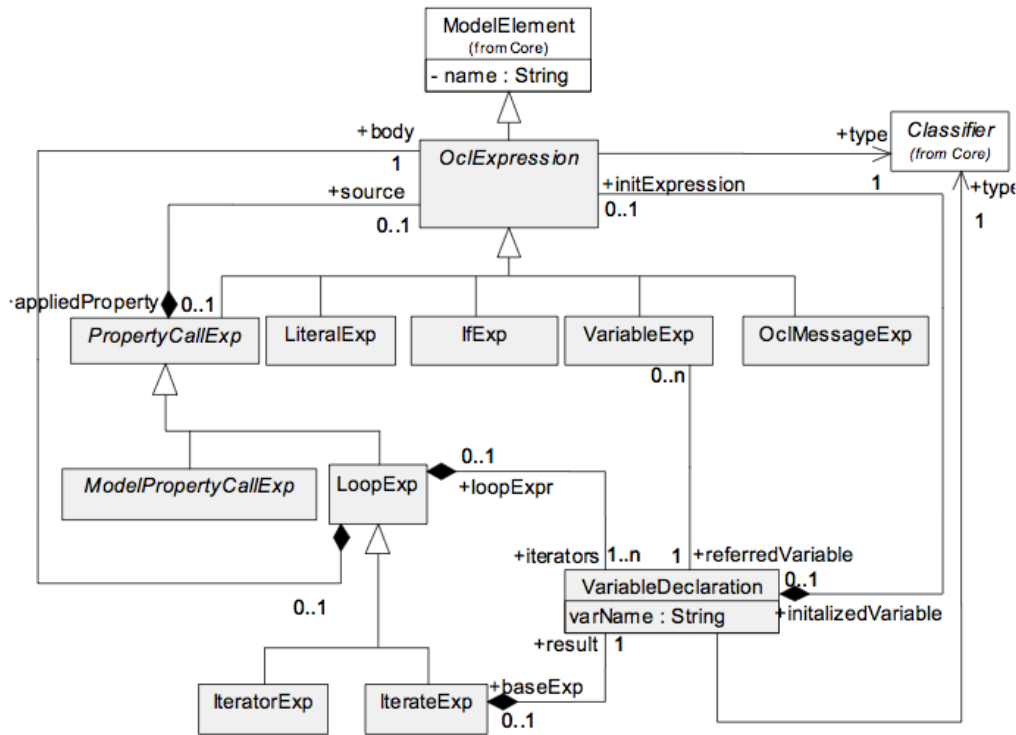 ModelElement
(from Core)
- name : String
+body
1
OclExpression
+type
1
Classifier
(from Core)
+source
0..1
+initExpression
0..1
+type
1
appliedProperty
0..1
PropertyCallExp
LiteralExp
IfExp
VariableExp
OclMessageExp
0..n
ModelPropertyCallExp
LoopExp
0..1
+loopExpr
+iterators
1..n
1
+referredVariable
0..1
VariableDeclaration
0..1
varName : String
+initalizedVariable
+result
1
IteratorExp
IterateExp
+baseExp
0..1